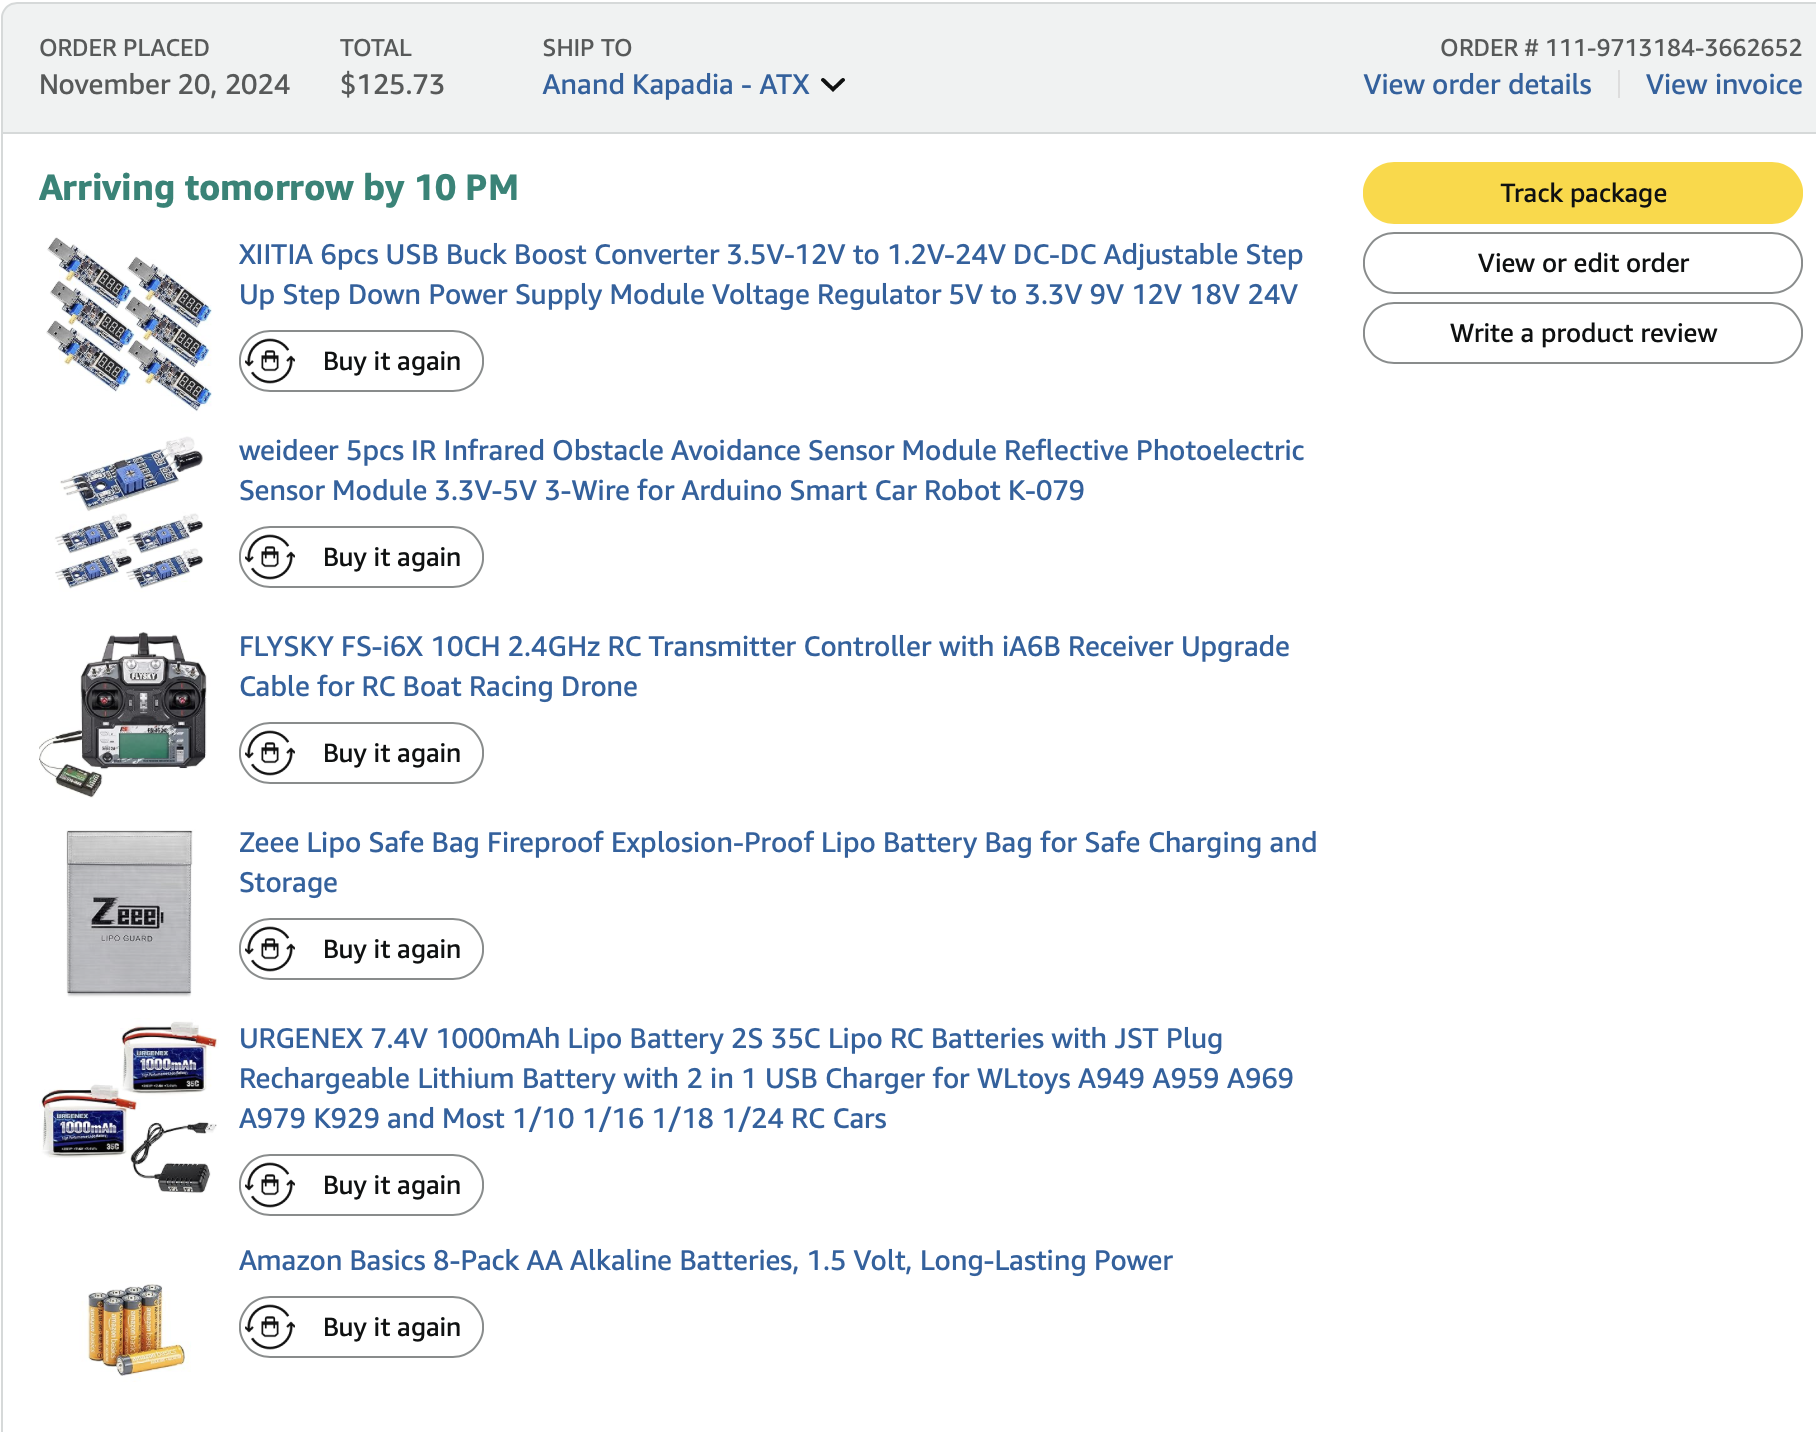 ORDER PLACED
November 20, 2024
TOTAL
$125.73
SHIP TO
Anand Kapadia - ATX
ORDER # 111-9713184-3662652
View order details
View invoice
Arriving tomorrow by 10 PM
Track package
View or edit order
Write a product review
XIITIA 6pcs USB Buck Boost Converter 3.5V-12V to 1.2V-24V DC-DC Adjustable Step
Up Step Down Power Supply Module Voltage Regulator 5V to 3.3V 9V 12V 18V 24V
Buy it again
weideer 5pcs IR Infrared Obstacle Avoidance Sensor Module Reflective Photoelectric
Sensor Module 3.3V-5V 3-Wire for Arduino Smart Car Robot K-079
Buy it again
FLYSKY
FLYSKY FS-i6X 10CH 2.4GHz RC Transmitter Controller with iA6B Receiver Upgrade
Cable for RC Boat Racing Drone
Buy it again
Zeee
LIPO GUARD
Zeee Lipo Safe Bag Fireproof Explosion-Proof Lipo Battery Bag for Safe Charging and
Storage
Buy it again
URGENEX
1000mAh
35C
URGENEX
1000mAh
35C
URGENEX 7.4V 1000mAh Lipo Battery 2S 35C Lipo RC Batteries with JST Plug
Rechargeable Lithium Battery with 2 in 1 USB Charger for WLtoys A949 A959 A969
A979 K929 and Most 1/10 1/16 1/18 1/24 RC Cars
Buy it again
Amazon Basics 8-Pack AA Alkaline Batteries, 1.5 Volt, Long-Lasting Power
Buy it again